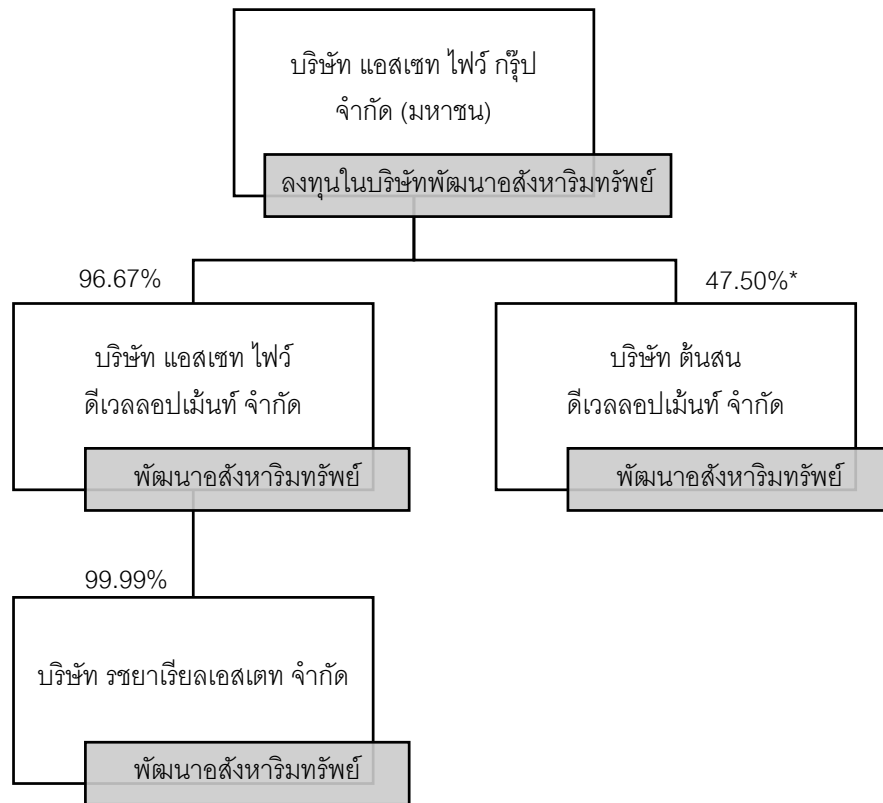 บริษัท แอสเซท ไฟว์ กรุ๊ป
จำกัด (มหาชน)
ลงทุนในบริษัทพัฒนาอสังหาริมทรัพย์
96.67%
47.50%*
บริษัท แอสเซท ไฟว์
ดีเวลลอปเม้นท์ จำกัด
พัฒนาอสังหาริมทรัพย์
บริษัท ต้นสน
ดีเวลลอปเม้นท์ จำกัด
พัฒนาอสังหาริมทรัพย์
99.99%
บริษัท รชยาเรียลเอสเตท จำกัด
พัฒนาอสังหาริมทรัพย์